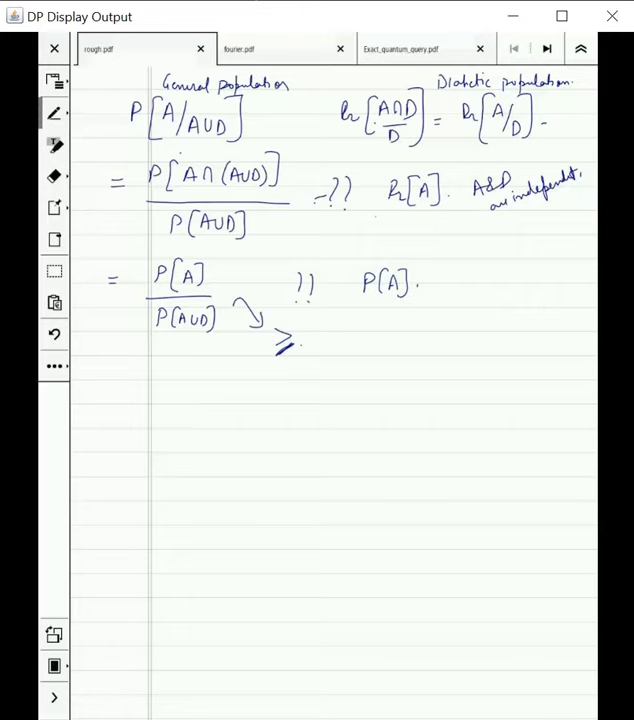 DP Display Output
rough.pdf fourier.pdf Exact_quantum_query.pdf
General population Diabetic population.
P[A/A∪D] Pr[A∩D/D] = Pr[A/D] -
= P[A∩(A∪D)]/P[A∪D] -?? Pr[A]. A&D are independent.
= P[A]/P[A∪D] ?? P[A].
≥.